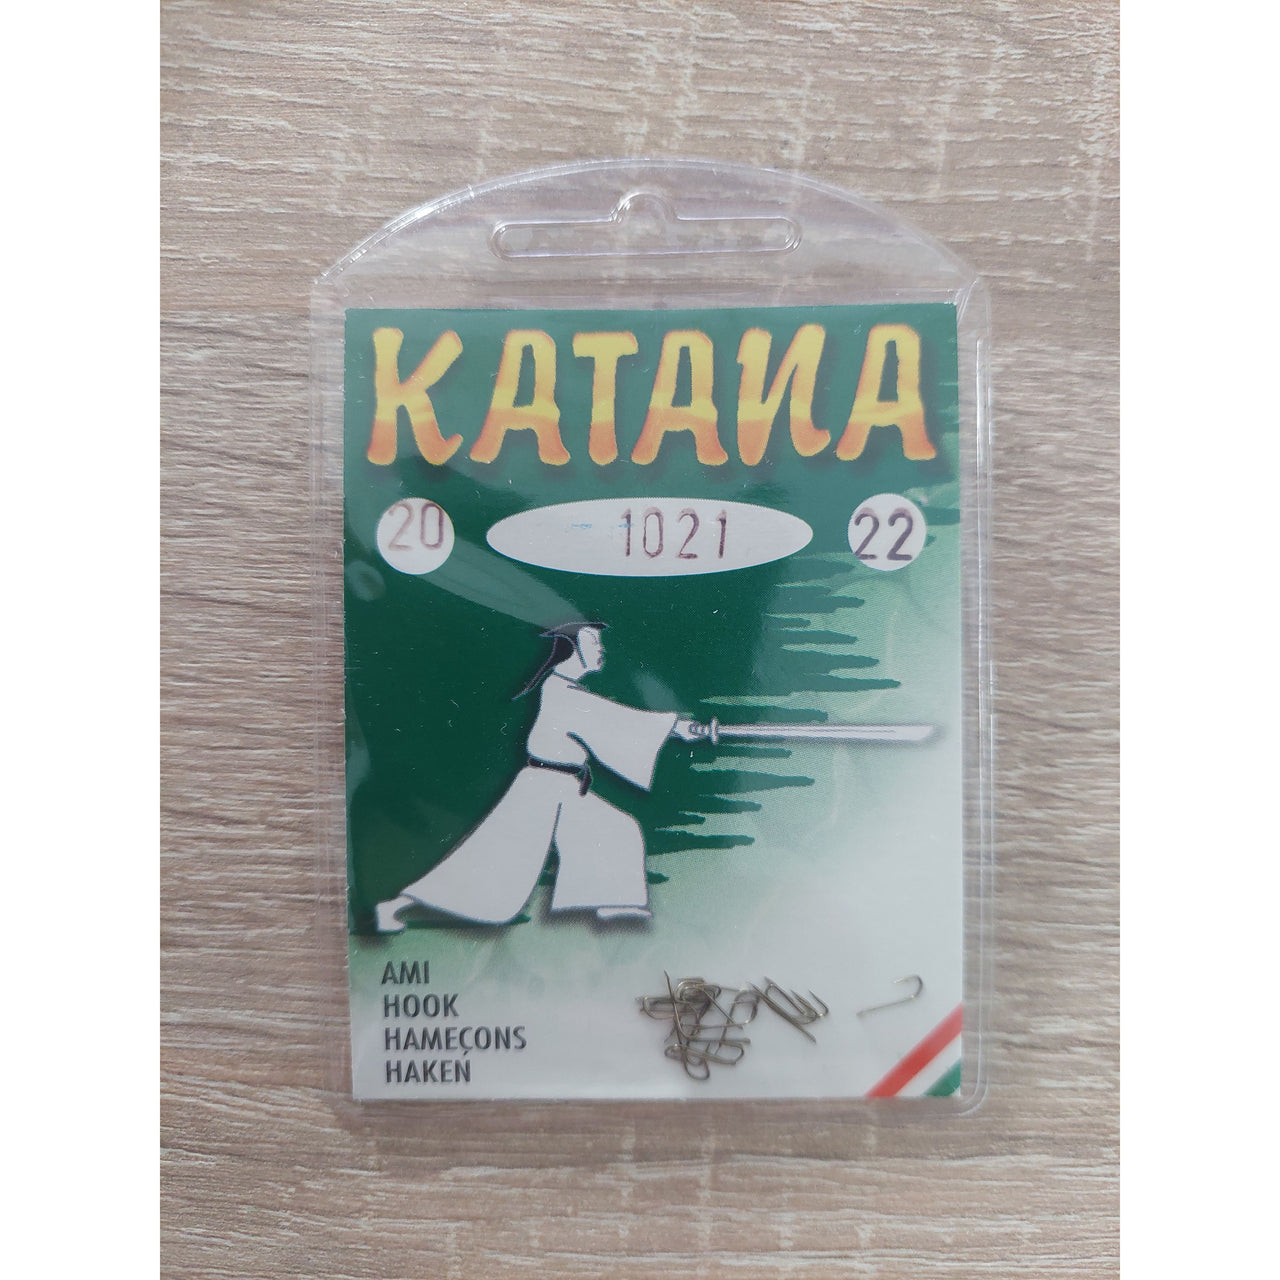 KATANA
20 1021 22
AMI
HOOK
HAMEÇONS
HAKEN